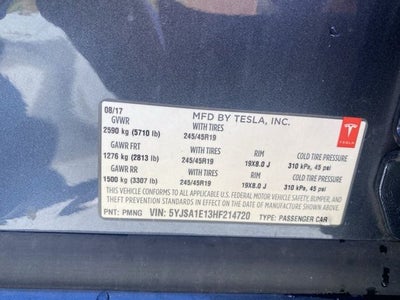 MFD BY TESLA, INC.
08/17
GVWR
2590 kg (5710 lb) WITH TIRES 245/45R19
GAWR FRT WITH TIRES RIM COLD TIRE PRESSURE
1276 kg (2813 lb) 245/45R19 19X8.0 J 310 kPa, 45 psi
GAWR RR WITH TIRES RIM COLD TIRE PRESSURE
1500 kg (3307 lb) 245/45R19 19X8.0 J 310 kPa, 45 psi
THIS VEHICLE CONFORMS TO ALL APPLICABLE U.S. FEDERAL MOTOR VEHICLE SAFETY, BUMPER, AND
THEFT PREVENTION STANDARDS IN EFFECT ON THE DATE OF MANUFACTURE SHOWN ABOVE.
PNT: PMNG VIN: 5YJSA1E13HF214720 TYPE: PASSENGER CAR
TESLA